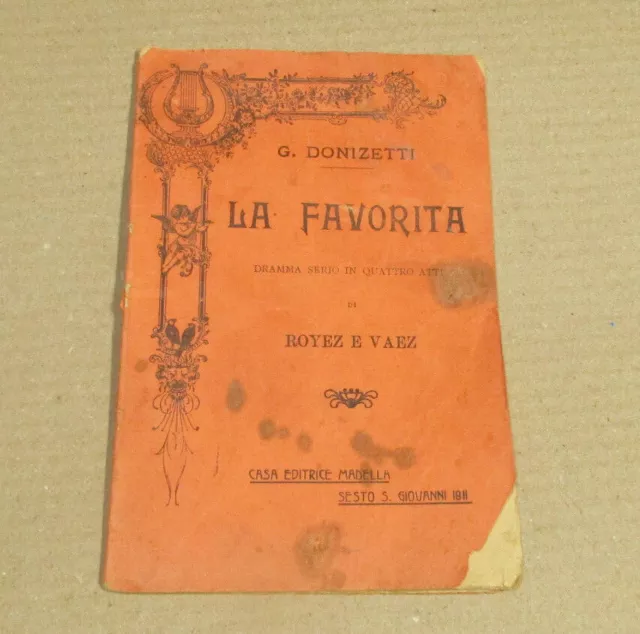 G. DONIZETTI
LA FAVORITA
DRAMMA SERIO IN QUATTRO ATTI
DI
ROYEZ E VAEZ
CASA EDITRICE MADELLA
SESTO S. GIOVANNI 1911